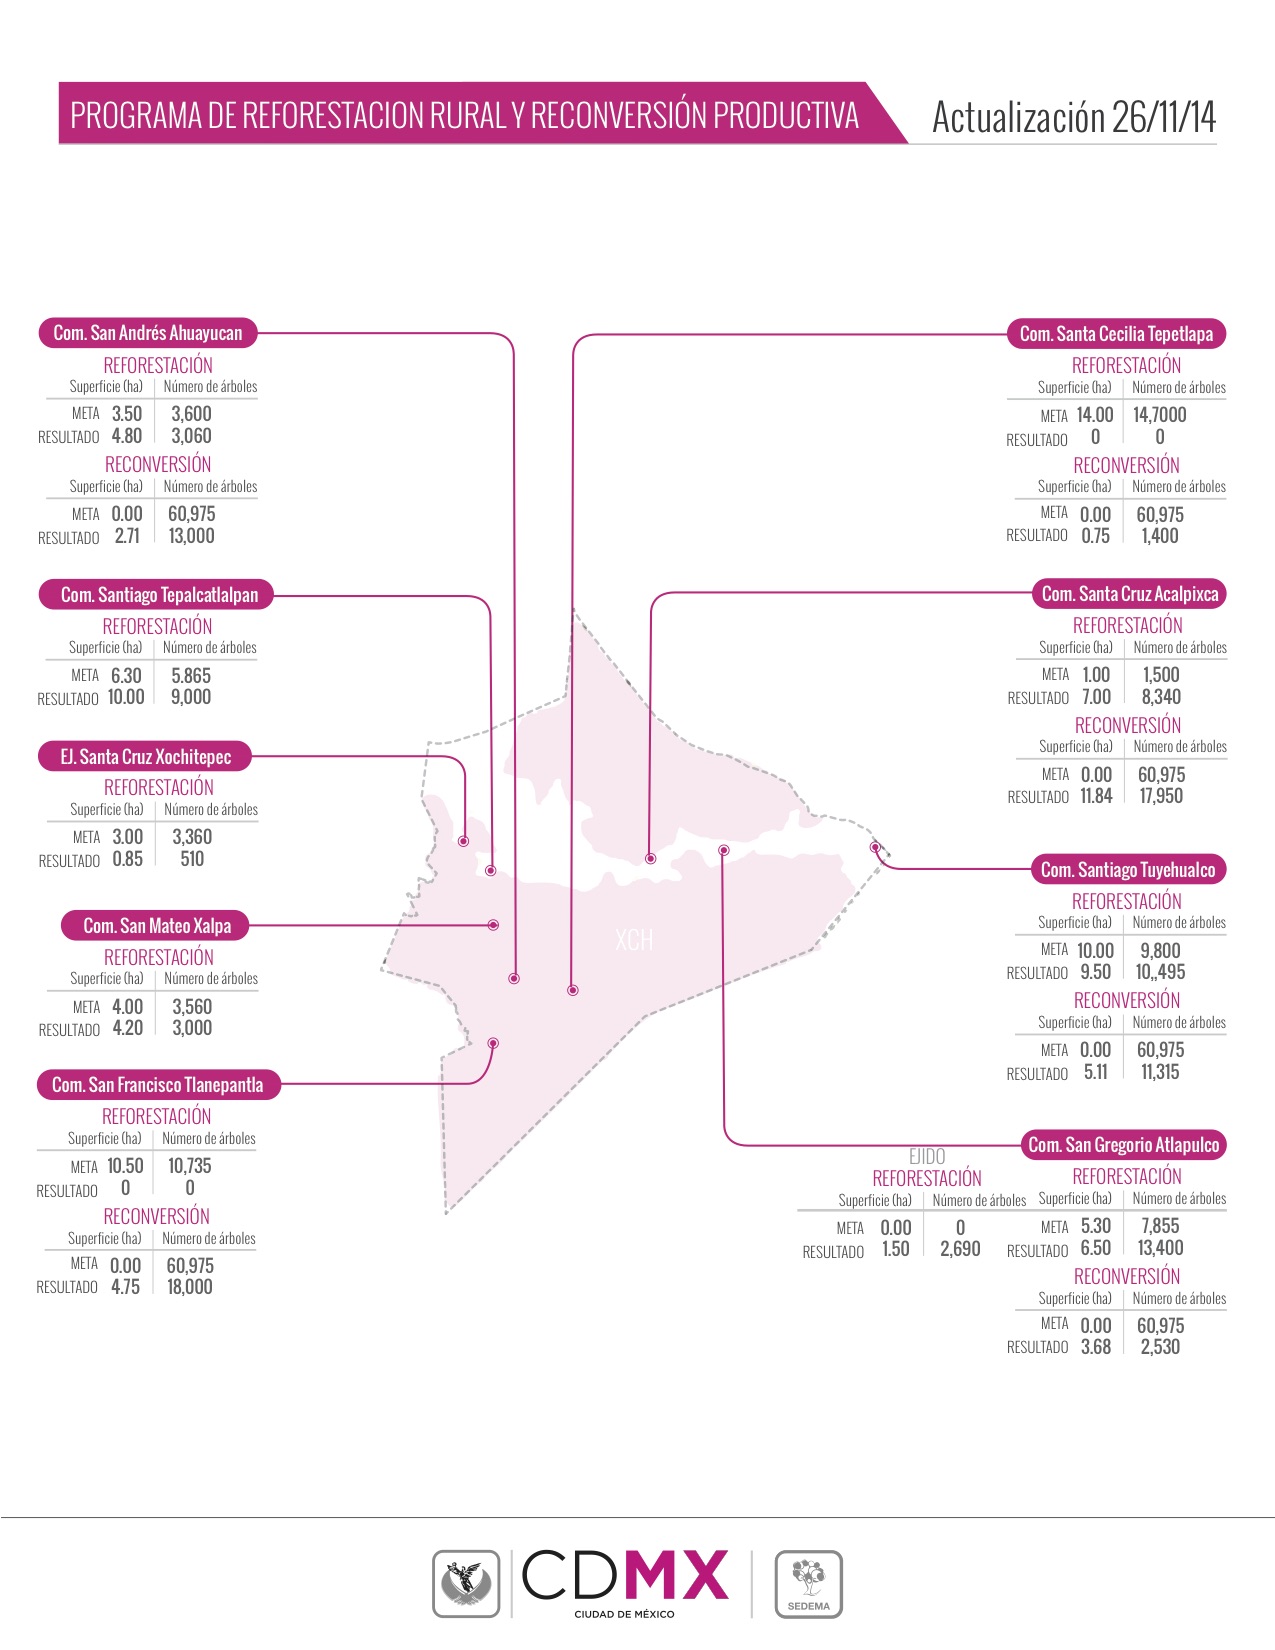 PROGRAMA DE REFORESTACION RURAL Y RECONVERSIÓN PRODUCTIVA
Actualización 26/11/14
Com. San Andrés Ahuayucan
REFORESTACIÓN
Superficie (ha) Número de árboles
META 3.50 3,600
RESULTADO 4.80 3,060
RECONVERSIÓN
Superficie (ha) Número de árboles
META 0.00 60,975
RESULTADO 2.71 13,000
Com. Santiago Tepalcatlalpan
REFORESTACIÓN
Superficie (ha) Número de árboles
META 6.30 5.865
RESULTADO 10.00 9,000
EJ. Santa Cruz Xochitepec
REFORESTACIÓN
Superficie (ha) Número de árboles
META 3.00 3,360
RESULTADO 0.85 510
Com. San Mateo Xalpa
REFORESTACIÓN
Superficie (ha) Número de árboles
META 4.00 3,560
RESULTADO 4.20 3,000
Com. San Francisco Tlanepantla
REFORESTACIÓN
Superficie (ha) Número de árboles
META 10.50 10,735
RESULTADO 0 0
RECONVERSIÓN
Superficie (ha) Número de árboles
META 0.00 60,975
RESULTADO 4.75 18,000
XCH
Com. Santa Cecilia Tepetlapa
REFORESTACIÓN
Superficie (ha) Número de árboles
META 14.00 14,7000
RESULTADO 0 0
RECONVERSIÓN
Superficie (ha) Número de árboles
META 0.00 60,975
RESULTADO 0.75 1,400
Com. Santa Cruz Acalpixca
REFORESTACIÓN
Superficie (ha) Número de árboles
META 1.00 1,500
RESULTADO 7.00 8,340
RECONVERSIÓN
Superficie (ha) Número de árboles
META 0.00 60,975
RESULTADO 11.84 17,950
Com. Santiago Tuyehualco
REFORESTACIÓN
Superficie (ha) Número de árboles
META 10.00 9,800
RESULTADO 9.50 10,,495
RECONVERSIÓN
Superficie (ha) Número de árboles
META 0.00 60,975
RESULTADO 5.11 11,315
Com. San Gregorio Atlapulco
EJIDO
REFORESTACIÓN
Superficie (ha) Número de árboles
META 0.00 0
RESULTADO 1.50 2,690
REFORESTACIÓN
Superficie (ha) Número de árboles
META 5.30 7,855
RESULTADO 6.50 13,400
RECONVERSIÓN
Superficie (ha) Número de árboles
META 0.00 60,975
RESULTADO 3.68 2,530
CDMX
CIUDAD DE MÉXICO
SEDEMA